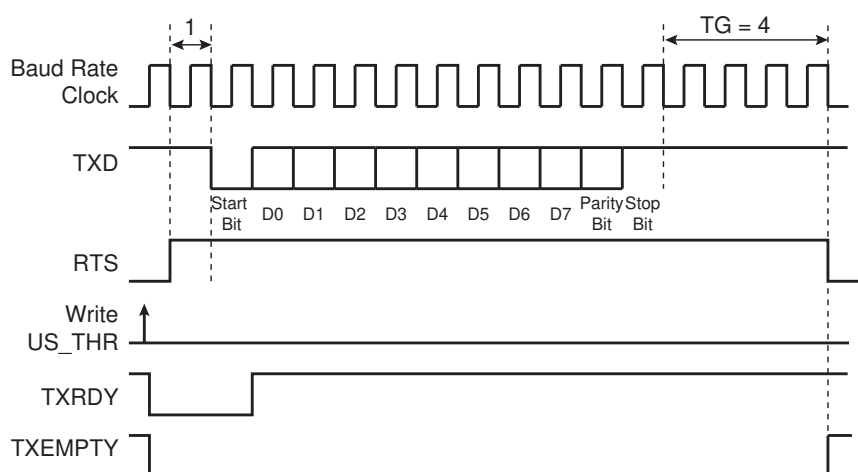 1
TG = 4
Baud Rate
Clock
TXD
Start
Bit
D0 D1 D2 D3 D4 D5 D6 D7
Parity
Bit
Stop
Bit
RTS
Write
US_THR
TXRDY
TXEMPTY